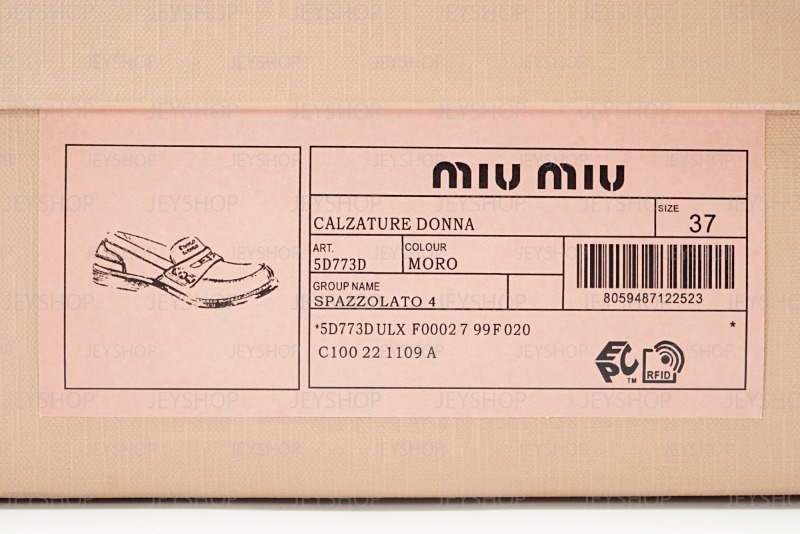 miu miu
CALZATURE DONNA
SIZE
37
ART.
5D773D
COLOUR
MORO
8059487122523
GROUP NAME
SPAZZOLATO 4
*5D773D ULX F0002 7 99F 020 *
C100 22 1109 A
EPC TM
RFID
JEYSHOP